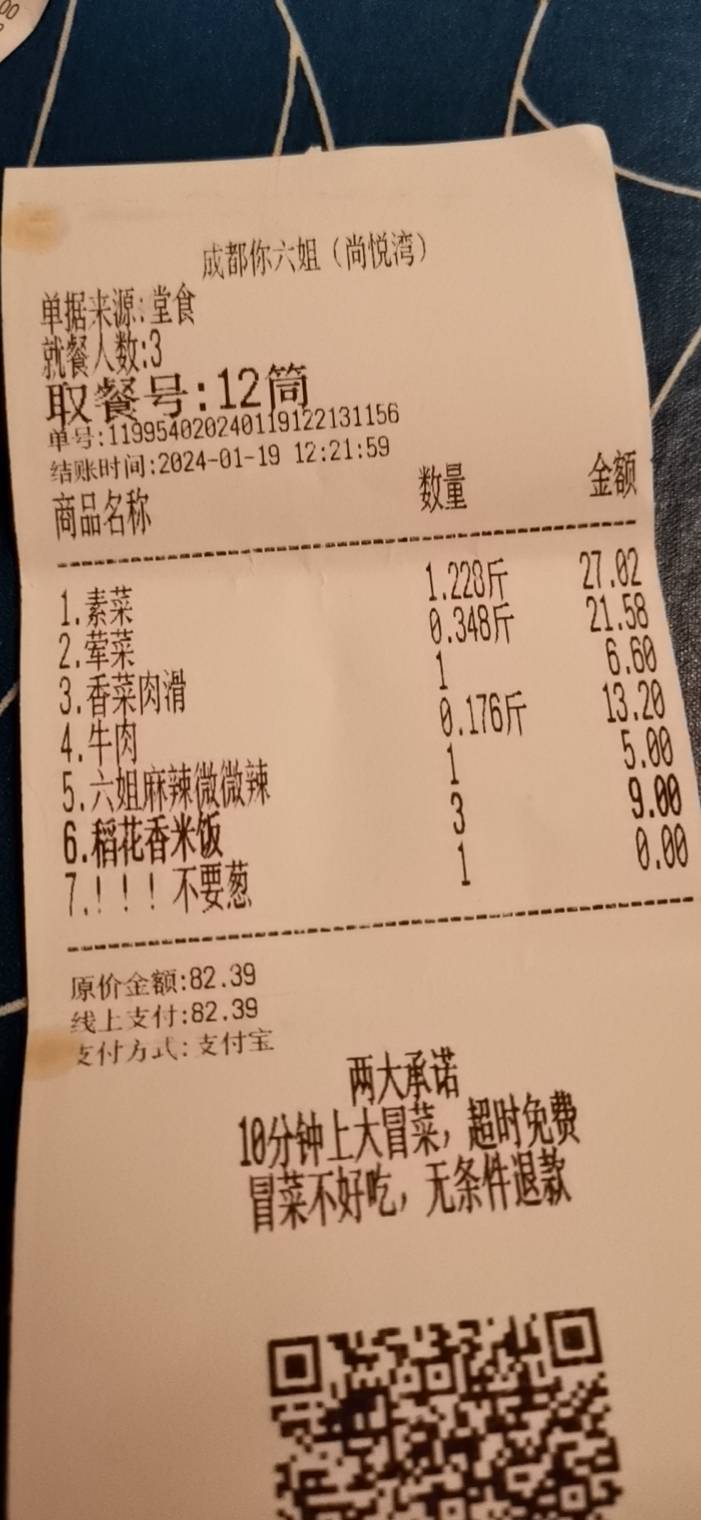 00
成都你六姐（尚悦湾）
单据来源:堂食
就餐人数:3
取餐号:12筒
单号:119954020240119122131156
结账时间:2024-01-19 12:21:59
商品名称 数量 金额
1.素菜 1.228斤 27.02
2.荤菜 0.348斤 21.58
3.香菜肉滑 1 6.60
4.牛肉 0.176斤 13.20
5.六姐麻辣微微辣 1 5.00
6.稻花香米饭 3 9.00
7.！！！不要葱 1 0.00
原价金额:82.39
线上支付:82.39
支付方式:支付宝
两大承诺
10分钟上大冒菜，超时免费
冒菜不好吃，无条件退款